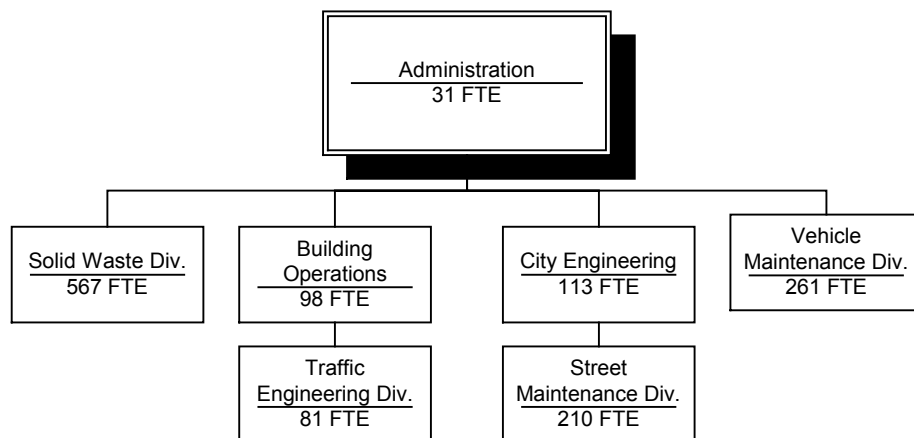 Administration
31 FTE
Solid Waste Div.
567 FTE
Building
Operations
98 FTE
City Engineering
113 FTE
Vehicle
Maintenance Div.
261 FTE
Traffic
Engineering Div.
81 FTE
Street
Maintenance Div.
210 FTE